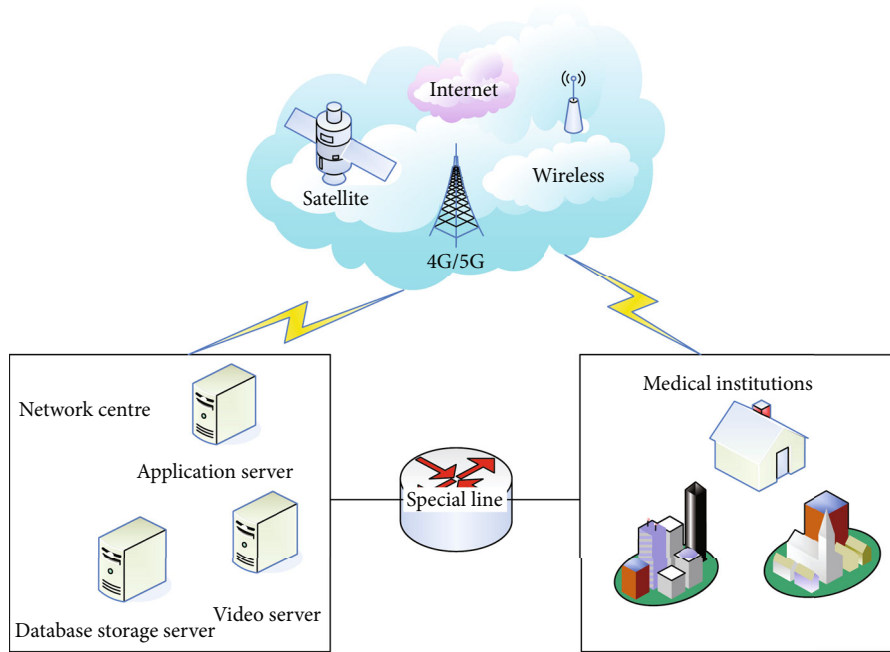 Internet
Satellite
Wireless
4G/5G
Network centre
Medical institutions
Application server
Special line
Video server
Database storage server